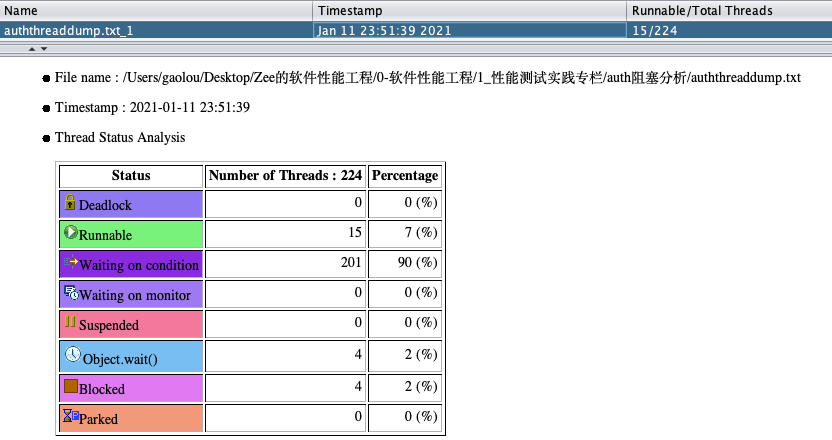 Name Timestamp Runnable/Total Threads
auththreaddump.txt_1 Jan 11 23:51:39 2021 15/224
File name : /Users/gaolou/Desktop/Zee的软件性能工程/0-软件性能工程/1_性能测试实践专栏/auth阻塞分析/auththreaddump.txt
Timestamp : 2021-01-11 23:51:39
Thread Status Analysis
Status Number of Threads : 224 Percentage
Deadlock 0 0 (%)
Runnable 15 7 (%)
Waiting on condition 201 90 (%)
Waiting on monitor 0 0 (%)
Suspended 0 0 (%)
Object.wait() 4 2 (%)
Blocked 4 2 (%)
Parked 0 0 (%)